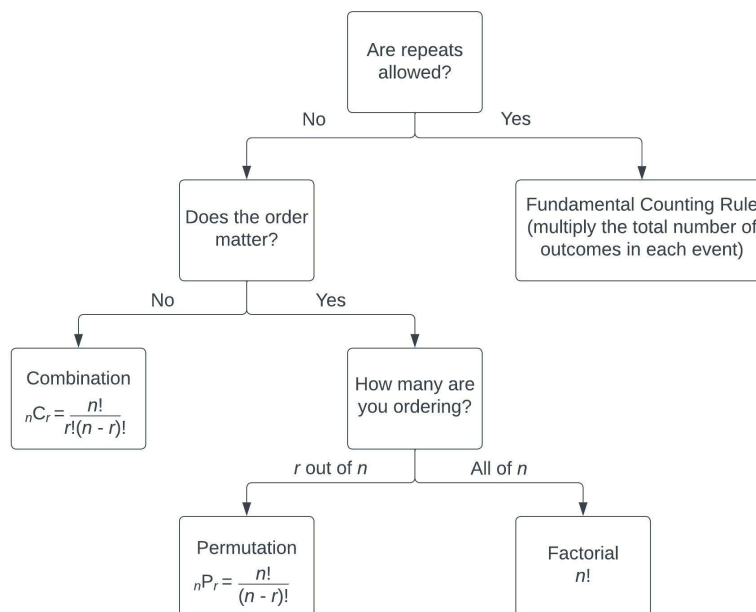 Are repeats
allowed?
No
Yes
Does the order
matter?
Fundamental Counting Rule
(multiply the total number of
outcomes in each event)
No
Yes
Combination
nCr = n! / r!(n - r)!
How many are
you ordering?
r out of n
All of n
Permutation
nPr = n! / (n - r)!
Factorial
n!